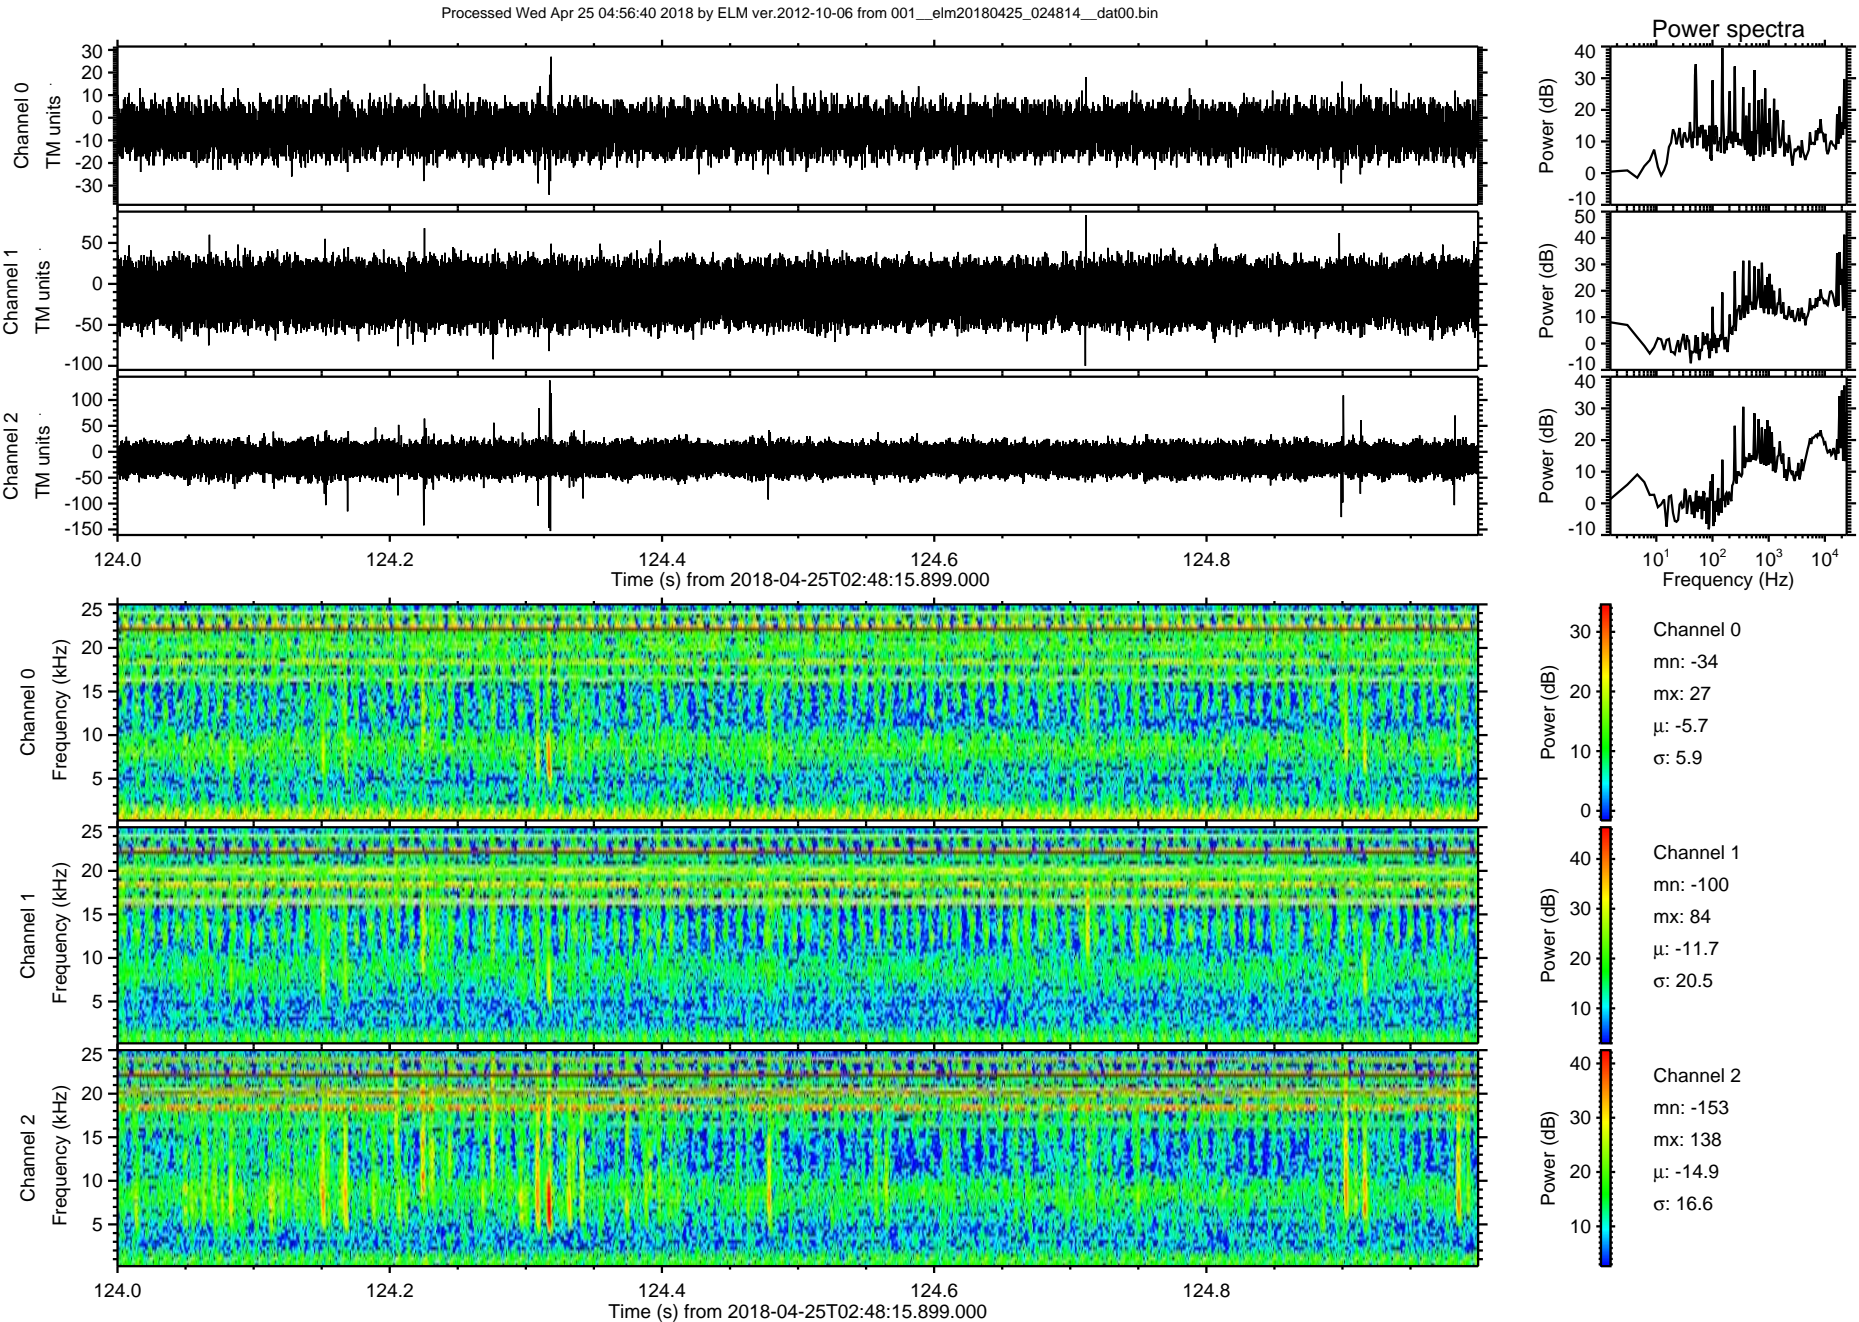 Processed Wed Apr 25 04:56:40 2018 by ELM ver.2012-10-06 from 001__elm20180425_024814__dat00.bin
Power spectra
Channel 0
TM units
30
20
10
0
-10
-20
-30
Power (dB)
40
30
20
10
0
-10
Channel 1
TM units
50
0
-50
-100
Power (dB)
50
40
30
20
10
0
-10
Channel 2
TM units
100
50
0
-50
-100
-150
Power (dB)
40
30
20
10
0
-10
124.0 124.2 124.4 124.6 124.8
Time (s) from 2018-04-25T02:48:15.899.000
10^1 10^2 10^3 10^4
Frequency (Hz)
Channel 0
Frequency (kHz)
25
20
15
10
5
Power (dB)
30
20
10
0
Channel 0
mn: -34
mx: 27
μ: -5.7
σ: 5.9
Channel 1
Frequency (kHz)
25
20
15
10
5
Power (dB)
40
30
20
10
Channel 1
mn: -100
mx: 84
μ: -11.7
σ: 20.5
Channel 2
Frequency (kHz)
25
20
15
10
5
Power (dB)
40
30
20
10
Channel 2
mn: -153
mx: 138
μ: -14.9
σ: 16.6
124.0 124.2 124.4 124.6 124.8
Time (s) from 2018-04-25T02:48:15.899.000